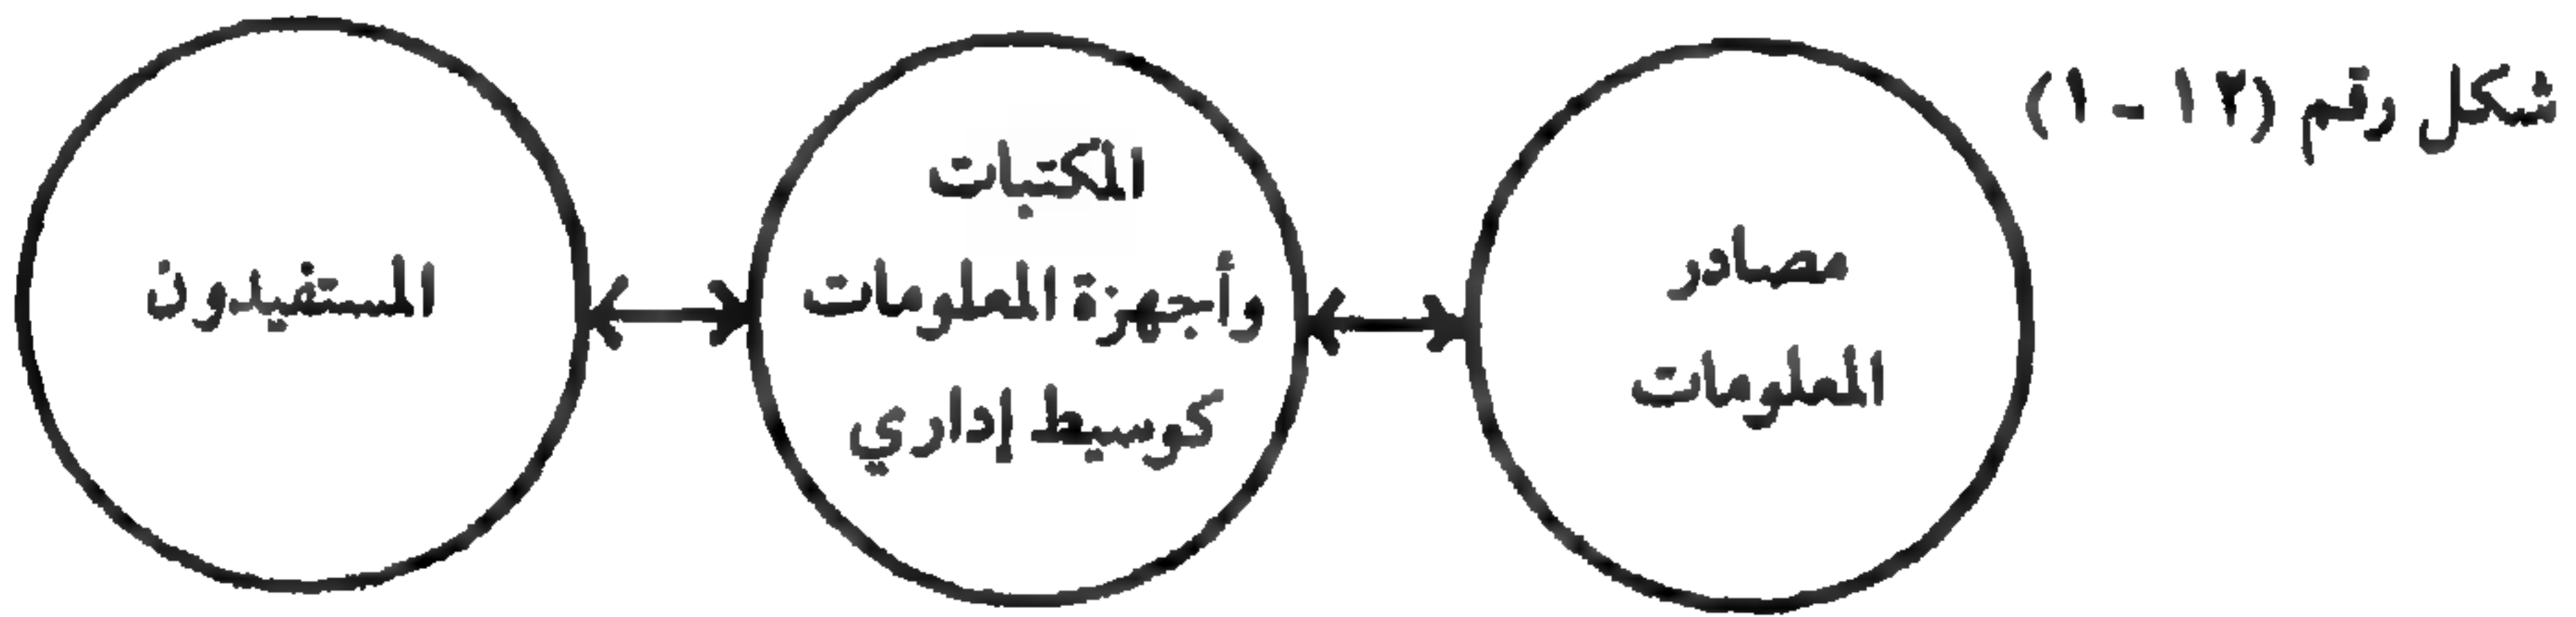 شكل رقم (١٢ - ١)
مصادر
المعلومات
المكتبات
وأجهزة المعلومات
كوسيط إداري
المستفيدون